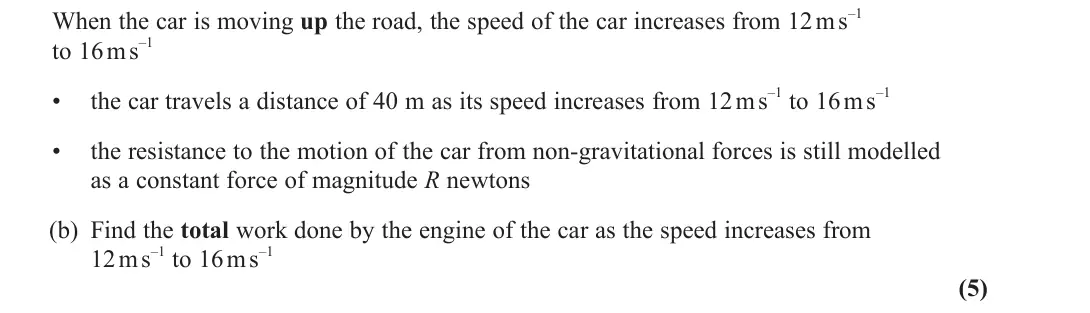 When the car is moving up the road, the speed of the car increases from 12 m s⁻¹
to 16 m s⁻¹
• the car travels a distance of 40 m as its speed increases from 12 m s⁻¹ to 16 m s⁻¹
• the resistance to the motion of the car from non-gravitational forces is still modelled
as a constant force of magnitude R newtons
(b) Find the total work done by the engine of the car as the speed increases from
12 m s⁻¹ to 16 m s⁻¹
(5)